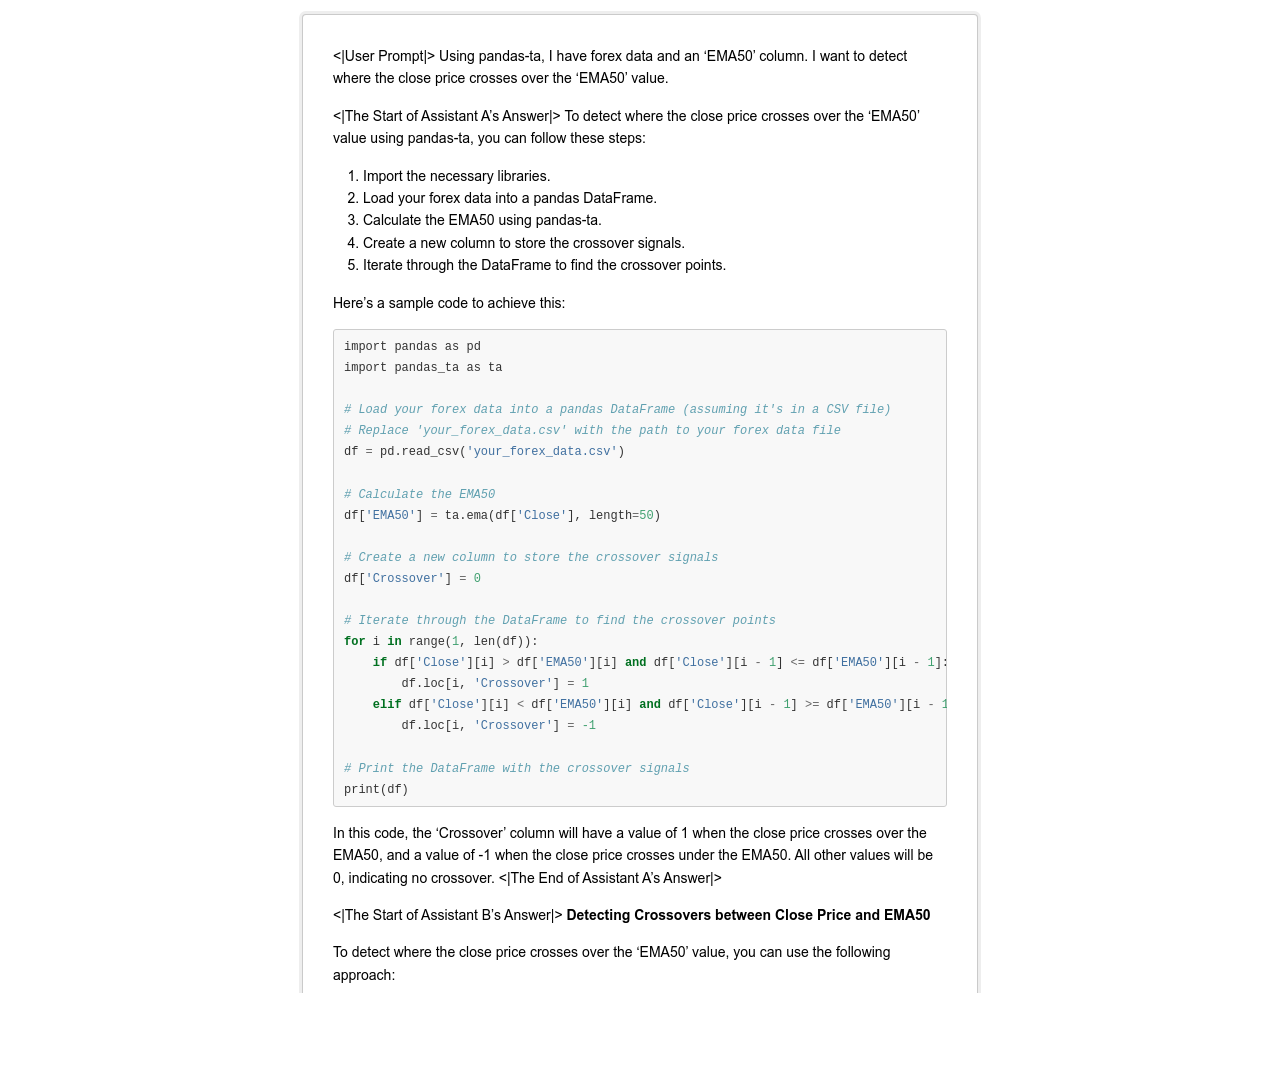 <|User Prompt|> Using pandas-ta, I have forex data and an ‘EMA50’ column. I want to detect
where the close price crosses over the ‘EMA50’ value.
<|The Start of Assistant A’s Answer|> To detect where the close price crosses over the ‘EMA50’
value using pandas-ta, you can follow these steps:
1. Import the necessary libraries.
2. Load your forex data into a pandas DataFrame.
3. Calculate the EMA50 using pandas-ta.
4. Create a new column to store the crossover signals.
5. Iterate through the DataFrame to find the crossover points.
Here’s a sample code to achieve this:
import pandas as pd
import pandas_ta as ta
# Load your forex data into a pandas DataFrame (assuming it's in a CSV file)
# Replace 'your_forex_data.csv' with the path to your forex data file
df = pd.read_csv('your_forex_data.csv')
# Calculate the EMA50
df['EMA50'] = ta.ema(df['Close'], length=50)
# Create a new column to store the crossover signals
df['Crossover'] = 0
# Iterate through the DataFrame to find the crossover points
for i in range(1, len(df)):
    if df['Close'][i] > df['EMA50'][i] and df['Close'][i - 1] <= df['EMA50'][i - 1]:
        df.loc[i, 'Crossover'] = 1
    elif df['Close'][i] < df['EMA50'][i] and df['Close'][i - 1] >= df['EMA50'][i - 1
        df.loc[i, 'Crossover'] = -1
# Print the DataFrame with the crossover signals
print(df)
In this code, the ‘Crossover’ column will have a value of 1 when the close price crosses over the
EMA50, and a value of -1 when the close price crosses under the EMA50. All other values will be
0, indicating no crossover. <|The End of Assistant A’s Answer|>
<|The Start of Assistant B’s Answer|> Detecting Crossovers between Close Price and EMA50
To detect where the close price crosses over the ‘EMA50’ value, you can use the following
approach: